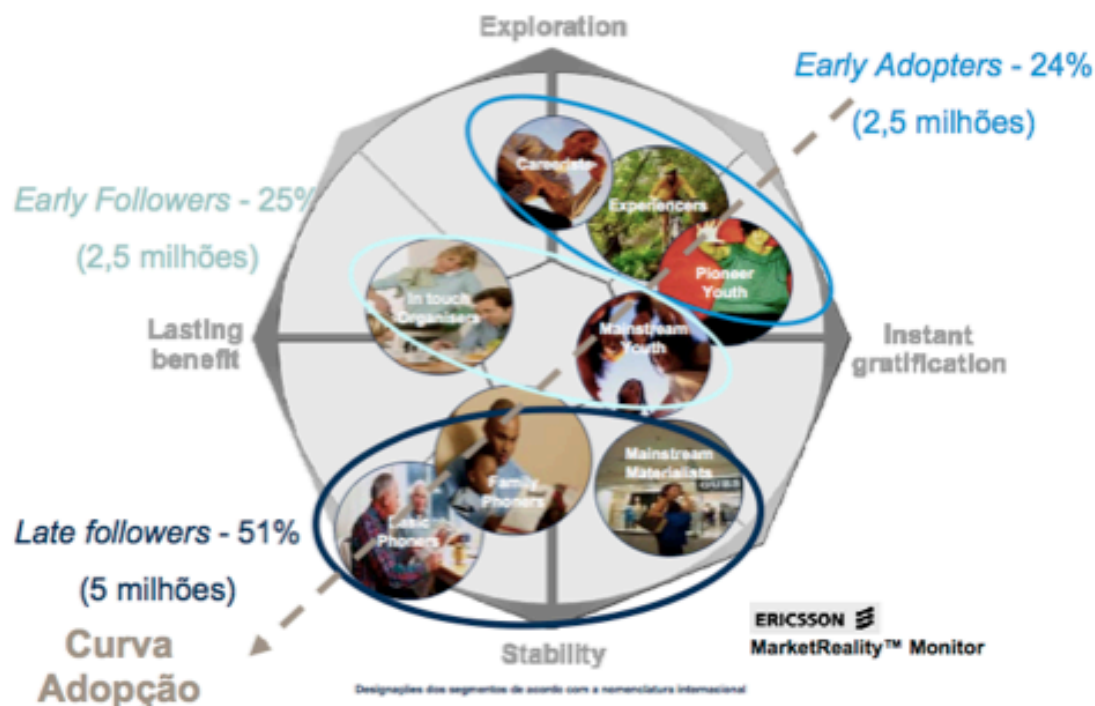 Exploration
Early Adopters - 24%
(2,5 milhões)
Careerists
Experiencers
Early Followers - 25%
(2,5 milhões)
Pioneer
Youth
In touch
Organisers
Mainstream
Youth
Lasting
benefit
Instant
gratification
Mainstream
Materialists
Family
Phoners
Basic
Phoners
Late followers - 51%
(5 milhões)
ERICSSON
MarketReality™ Monitor
Curva
Adopção
Stability
Designações dos segmentos de acordo com a nomenclatura internacional